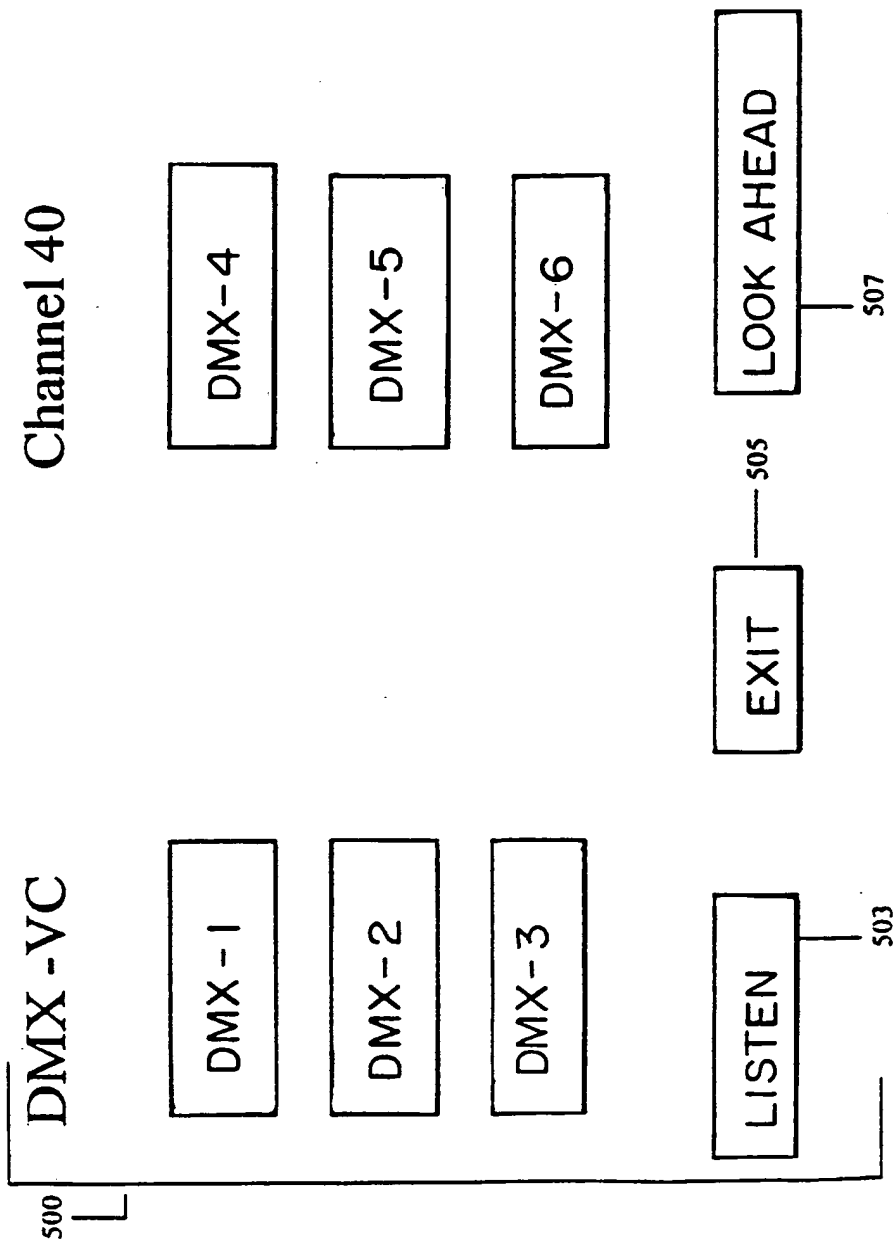 500
DMX -VC
Channel 40
DMX-1
DMX-4
DMX-2
DMX-5
DMX-3
DMX-6
LISTEN
EXIT
LOOK AHEAD
503
505
507